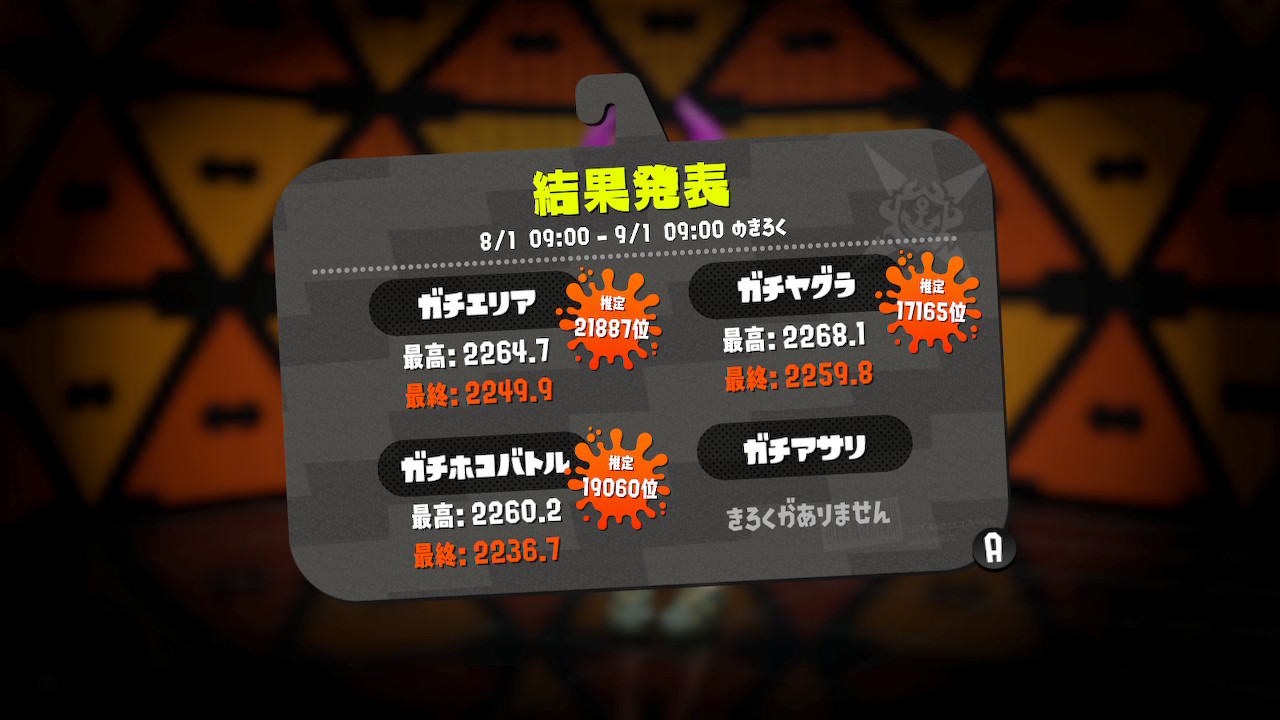 結果発表
8/1 09:00 - 9/1 09:00 のきろく
ガチエリア
推定
21887位
最高: 2264.7
最終: 2249.9
ガチヤグラ
推定
17165位
最高: 2268.1
最終: 2259.8
ガチホコバトル
推定
19060位
最高: 2260.2
最終: 2236.7
ガチアサリ
きろくがありません
A